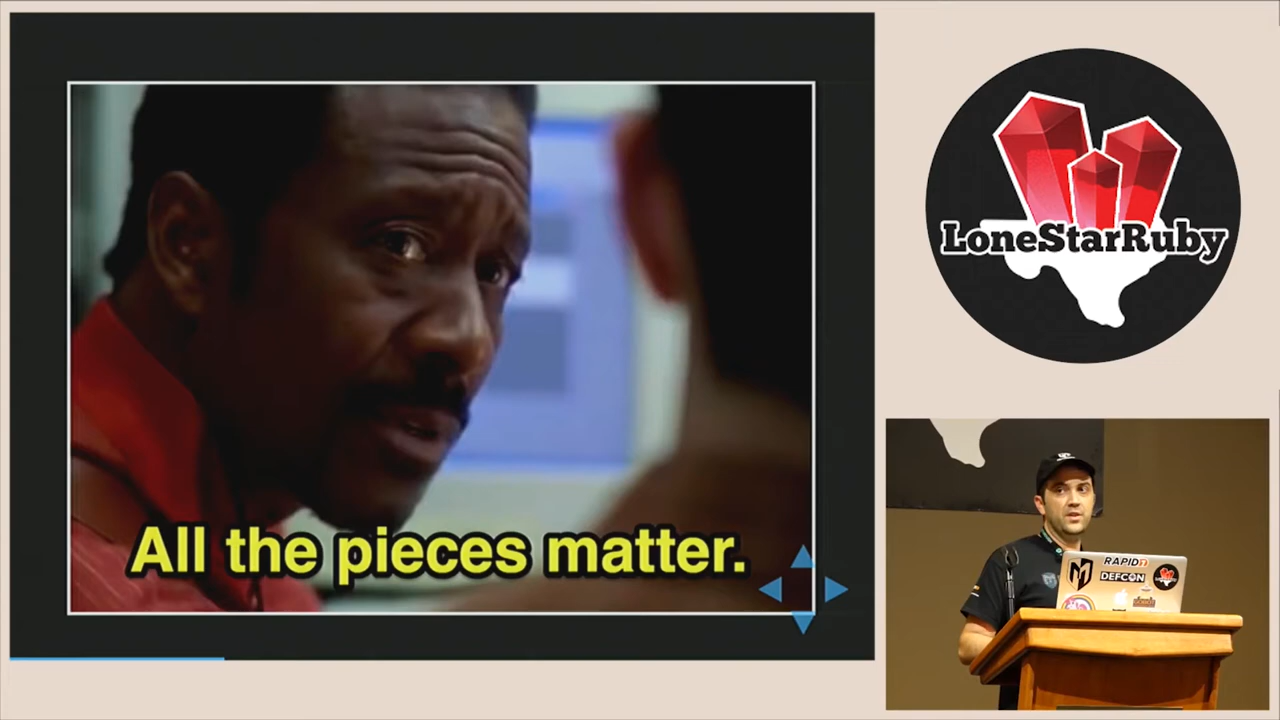 All the pieces matter.
LoneStarRuby
RAPID7
DEFCON